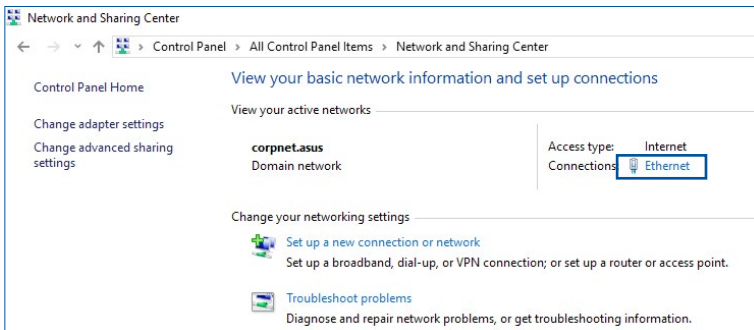 Network and Sharing Center
Control Panel > All Control Panel Items > Network and Sharing Center
Control Panel Home
Change adapter settings
Change advanced sharing
settings
View your basic network information and set up connections
View your active networks
corpnet.asus
Domain network
Access type: Internet
Connections Ethernet
Change your networking settings
Set up a new connection or network
Set up a broadband, dial-up, or VPN connection; or set up a router or access point.
Troubleshoot problems
Diagnose and repair network problems, or get troubleshooting information.